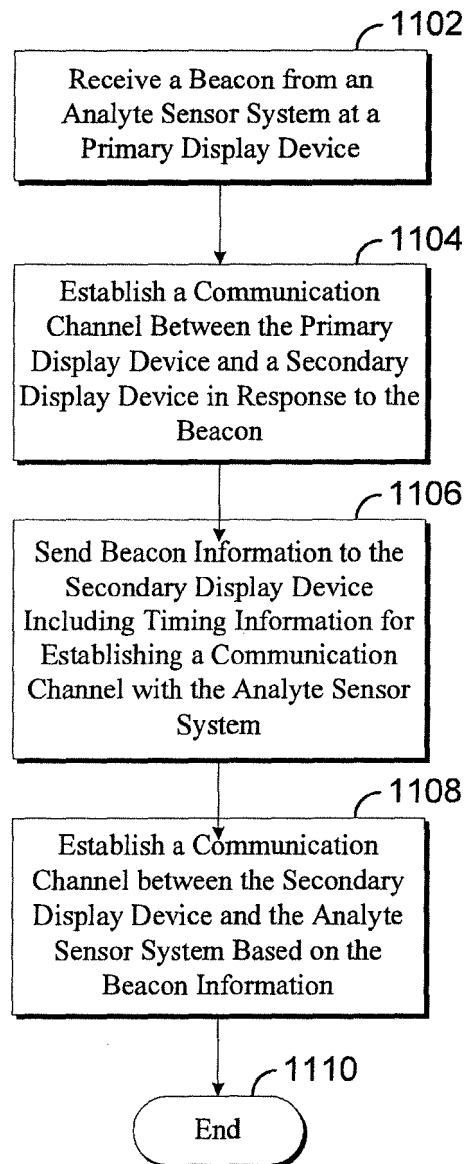 1102
Receive a Beacon from an
Analyte Sensor System at a
Primary Display Device
1104
Establish a Communication
Channel Between the Primary
Display Device and a Secondary
Display Device in Response to the
Beacon
1106
Send Beacon Information to the
Secondary Display Device
Including Timing Information for
Establishing a Communication
Channel with the Analyte Sensor
System
1108
Establish a Communication
Channel between the Secondary
Display Device and the Analyte
Sensor System Based on the
Beacon Information
1110
End